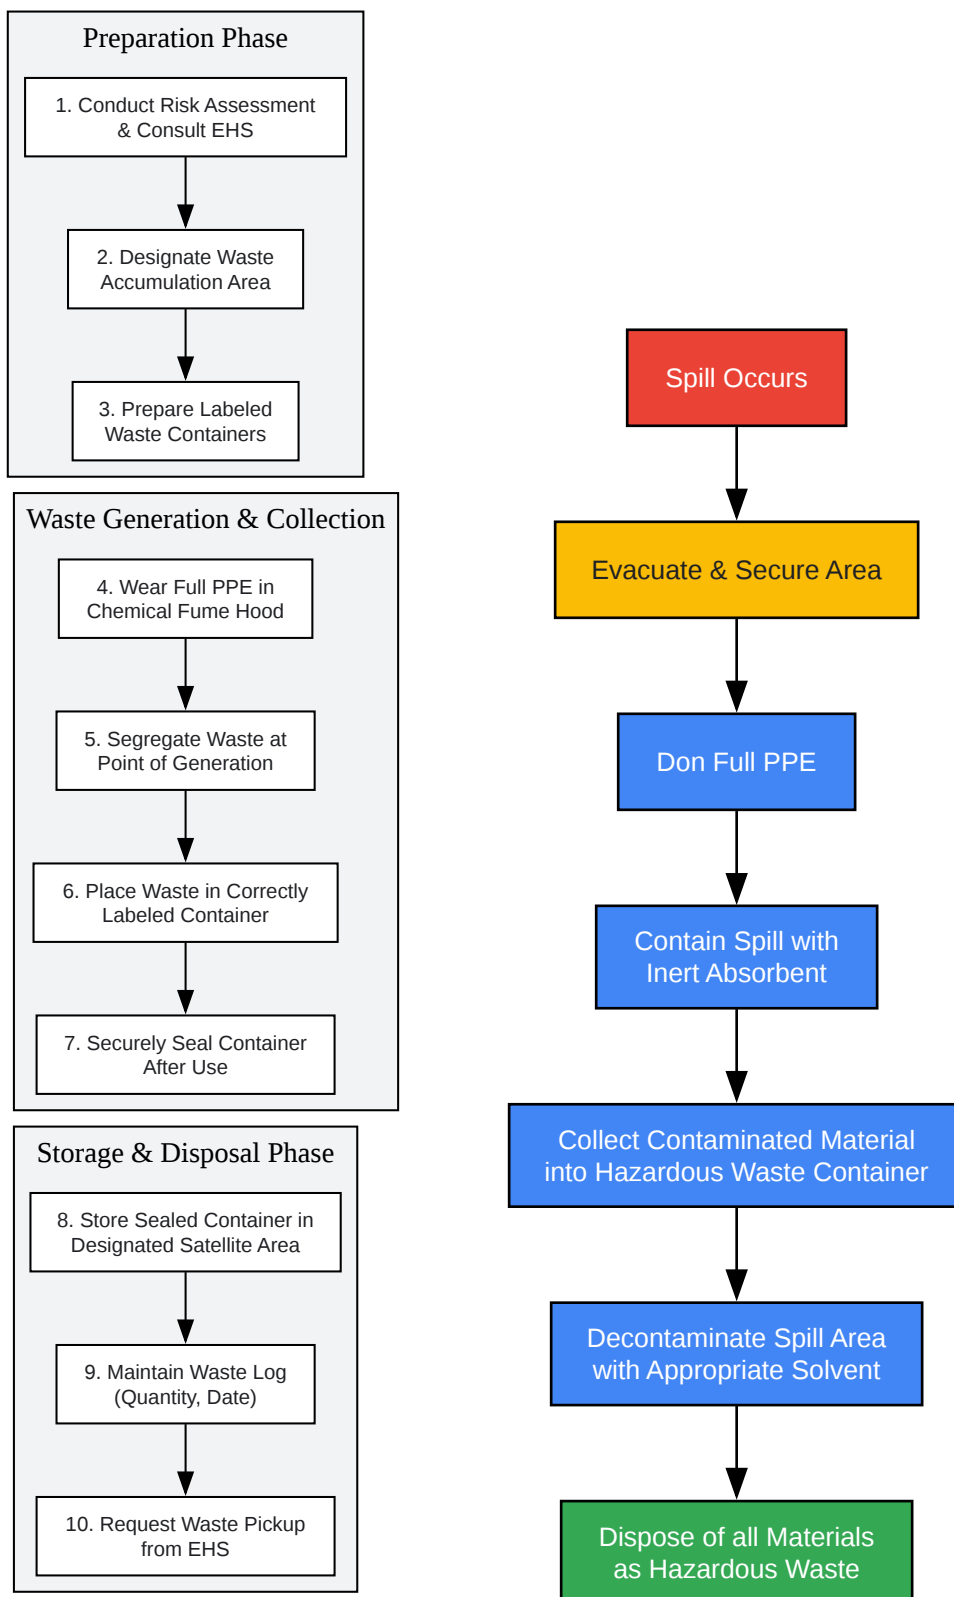 Preparation Phase
1. Conduct Risk Assessment
& Consult EHS
2. Designate Waste
Accumulation Area
3. Prepare Labeled
Waste Containers
Waste Generation & Collection
4. Wear Full PPE in
Chemical Fume Hood
5. Segregate Waste at
Point of Generation
6. Place Waste in Correctly
Labeled Container
7. Securely Seal Container
After Use
Storage & Disposal Phase
8. Store Sealed Container in
Designated Satellite Area
9. Maintain Waste Log
(Quantity, Date)
10. Request Waste Pickup
from EHS
Spill Occurs
Evacuate & Secure Area
Don Full PPE
Contain Spill with
Inert Absorbent
Collect Contaminated Material
into Hazardous Waste Container
Decontaminate Spill Area
with Appropriate Solvent
Dispose of all Materials
as Hazardous Waste